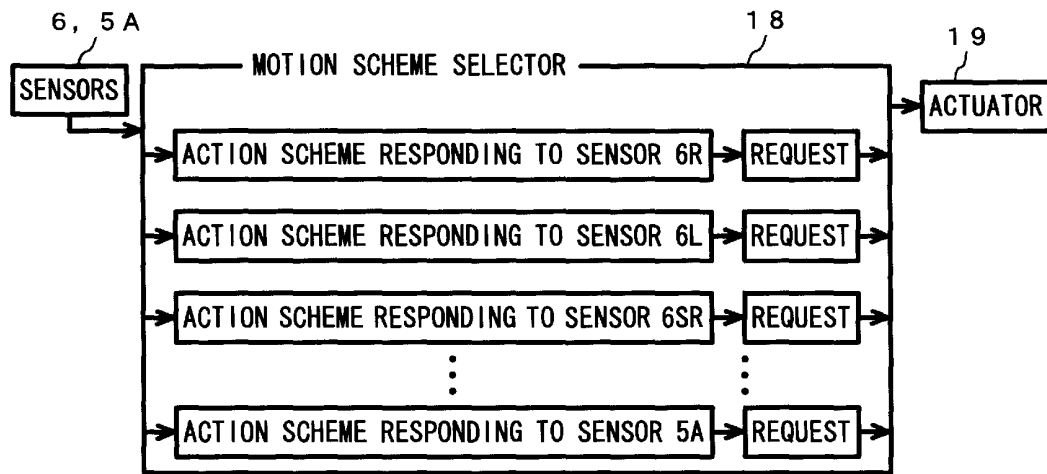 6, 5A
18
19
MOTION SCHEME SELECTOR
SENSORS
ACTUATOR
ACTION SCHEME RESPONDING TO SENSOR 6R
REQUEST
ACTION SCHEME RESPONDING TO SENSOR 6L
REQUEST
ACTION SCHEME RESPONDING TO SENSOR 6SR
REQUEST
ACTION SCHEME RESPONDING TO SENSOR 5A
REQUEST